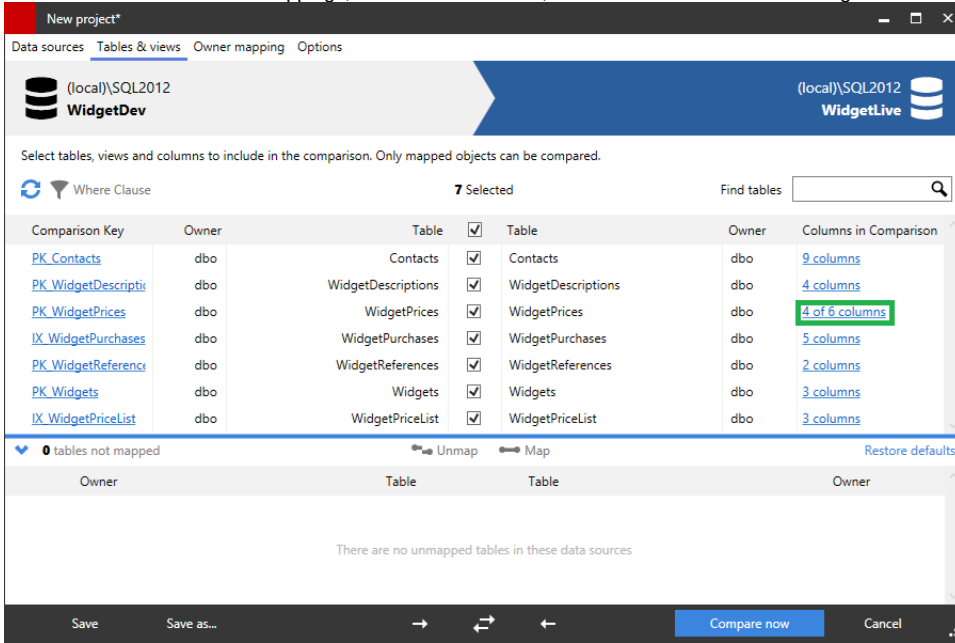 New project*
Data sources Tables & views Owner mapping Options
(local)\SQL2012
WidgetDev
(local)\SQL2012
WidgetLive
Select tables, views and columns to include in the comparison. Only mapped objects can be compared.
Where Clause 7 Selected Find tables
Comparison Key Owner Table Table Owner Columns in Comparison
PK_Contacts dbo Contacts Contacts dbo 9 columns
PK_WidgetDescriptic dbo WidgetDescriptions WidgetDescriptions dbo 4 columns
PK_WidgetPrices dbo WidgetPrices WidgetPrices dbo 4 of 6 columns
IX_WidgetPurchases dbo WidgetPurchases WidgetPurchases dbo 5 columns
PK_WidgetReference dbo WidgetReferences WidgetReferences dbo 2 columns
PK_Widgets dbo Widgets Widgets dbo 3 columns
IX_WidgetPriceList dbo WidgetPriceList WidgetPriceList dbo 3 columns
0 tables not mapped Unmap Map Restore defaults
Owner Table Table Owner
There are no unmapped tables in these data sources
Save Save as... Compare now Cancel